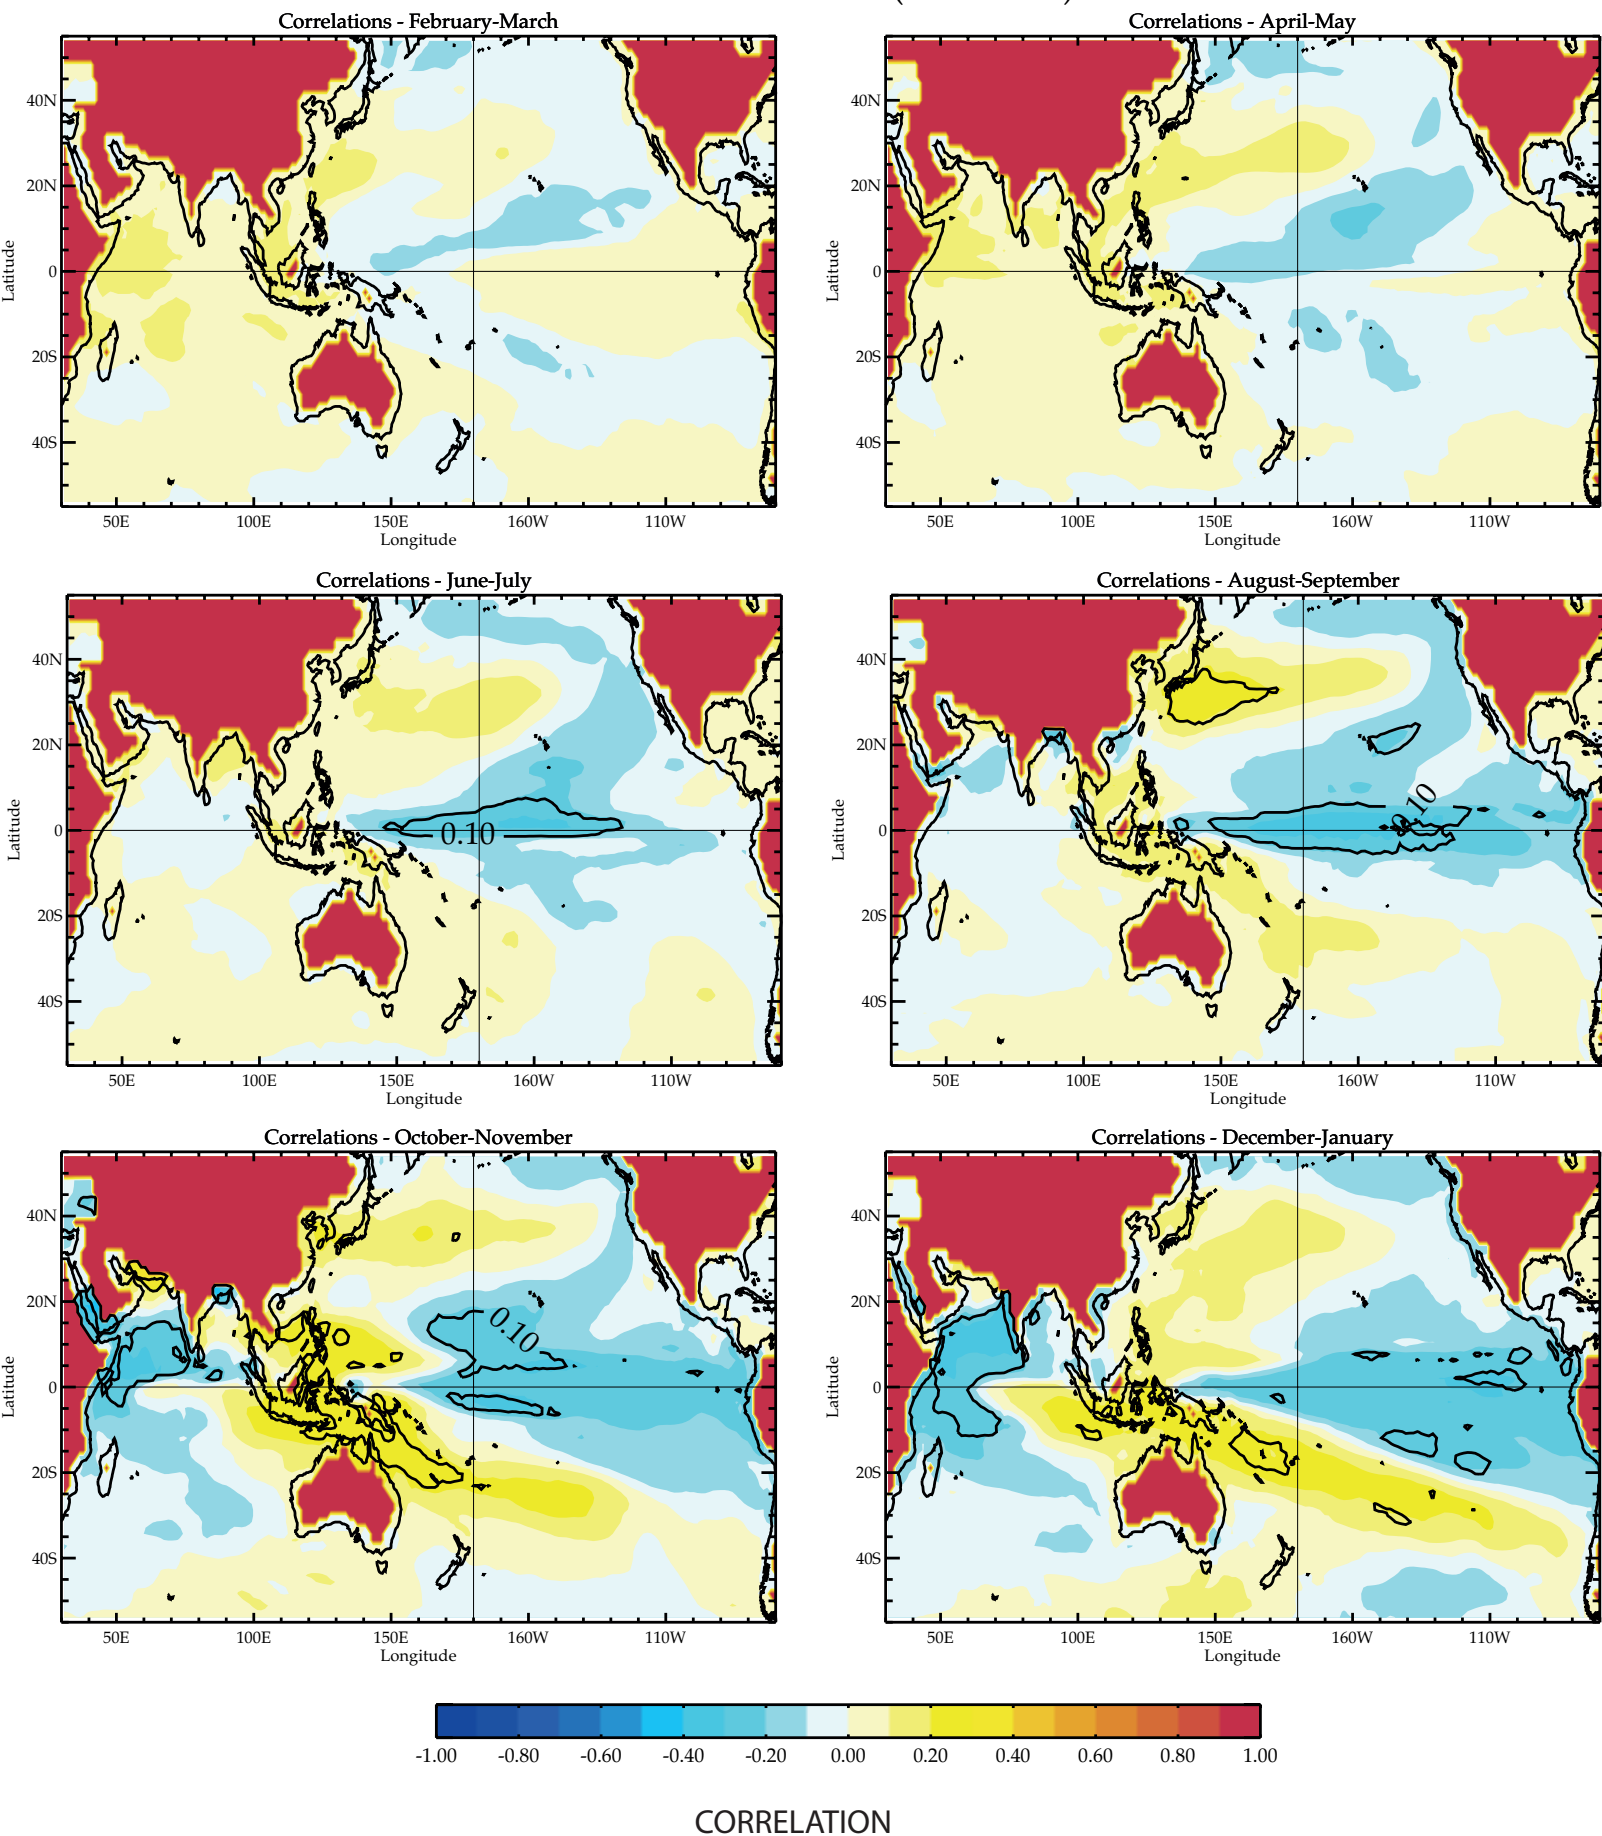 Correlations - February-March
Correlations - April-May
40N
20N
0
20S
40S
Latitude
50E 100E 150E 160W 110W
Longitude
40N
20N
0
20S
40S
Latitude
50E 100E 150E 160W 110W
Longitude
Correlations - June-July
Correlations - August-September
40N
20N
0
20S
40S
Latitude
0.10
50E 100E 150E 160W 110W
Longitude
40N
20N
0
20S
40S
Latitude
0.10
50E 100E 150E 160W 110W
Longitude
Correlations - October-November
Correlations - December-January
40N
20N
0
20S
40S
Latitude
0.10
50E 100E 150E 160W 110W
Longitude
40N
20N
0
20S
40S
Latitude
50E 100E 150E 160W 110W
Longitude
-1.00 -0.80 -0.60 -0.40 -0.20 0.00 0.20 0.40 0.60 0.80 1.00
CORRELATION